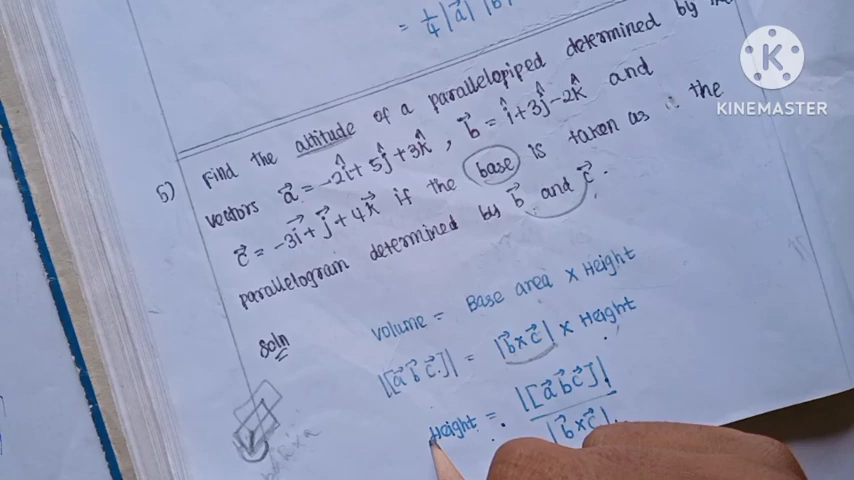 = 1/4 |a⃗| |b
5) Find the altitude of a parallelopiped determined by the
vectors a⃗ = -2î + 5ĵ + 3k̂, b⃗ = î + 3ĵ - 2k̂ and
c⃗ = -3i⃗ + j⃗ + 4k⃗ if the base is taken as the
parallelogram determined by b⃗ and c⃗.
Soln
Volume = Base area × Height
|[a⃗ b⃗ c⃗]| = |b⃗ × c⃗| × Height
Height = |[a⃗ b⃗ c⃗]| / |b⃗ × c⃗|
KINEMASTER